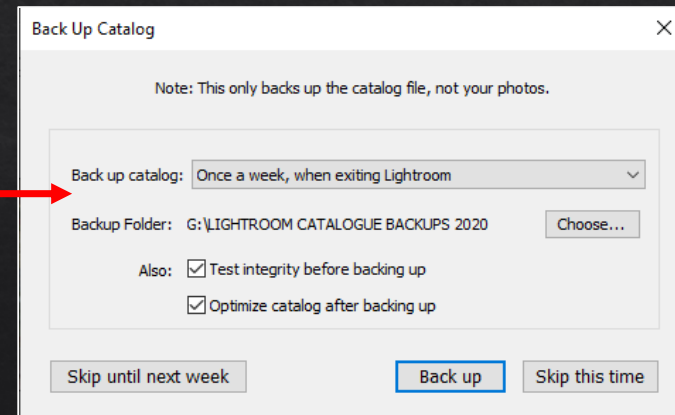 Back Up Catalog
Note: This only backs up the catalog file, not your photos.
Back up catalog: Once a week, when exiting Lightroom
Backup Folder: G:\LIGHTROOM CATALOGUE BACKUPS 2020 Choose...
Also: Test integrity before backing up
Optimize catalog after backing up
Skip until next week Back up Skip this time